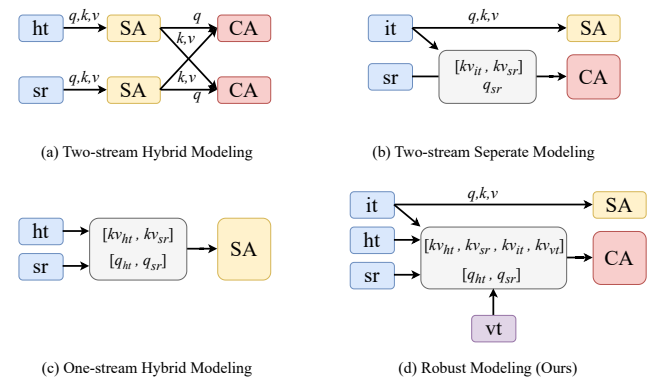 ht q,k,v SA q CA
k,v
sr q,k,v SA k,v q CA
(a) Two-stream Hybrid Modeling
it q,k,v SA
sr [kv_it , kv_sr] q_sr CA
(b) Two-stream Seperate Modeling
ht [kv_ht , kv_sr] SA
sr [q_ht , q_sr]
(c) One-stream Hybrid Modeling
it q,k,v SA
ht [kv_ht , kv_sr , kv_it , kv_vt] CA
sr [q_ht , q_sr]
vt
(d) Robust Modeling (Ours)